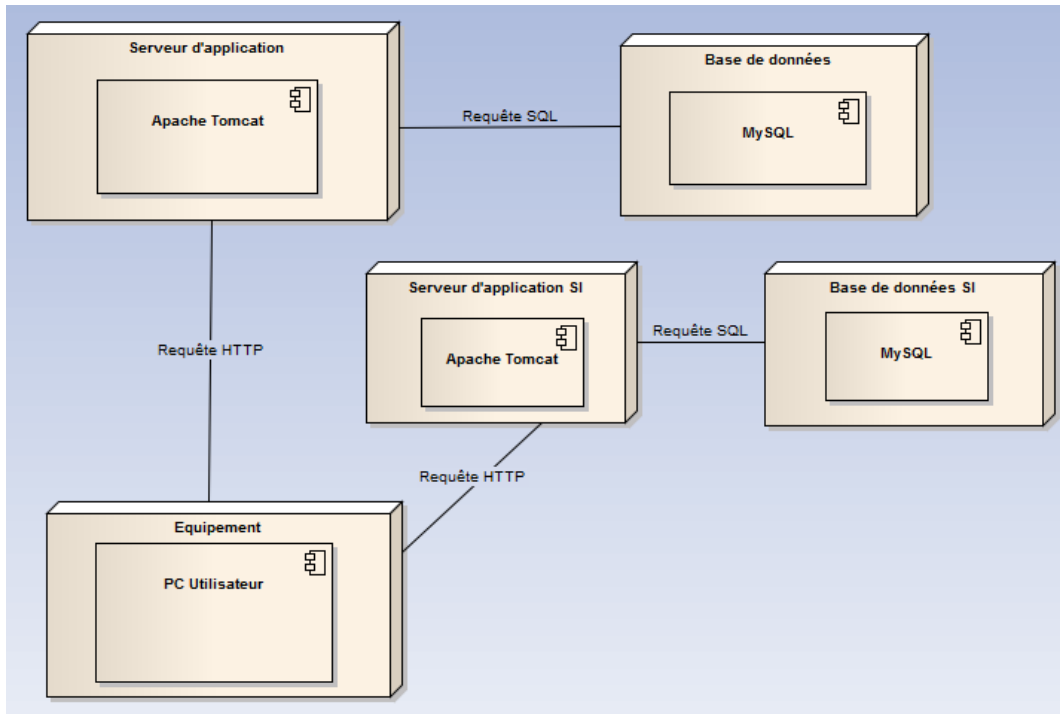 Serveur d'application
Apache Tomcat
Requête SQL
Base de données
MySQL
Requête HTTP
Serveur d'application SI
Apache Tomcat
Requête SQL
Base de données SI
MySQL
Requête HTTP
Equipement
PC Utilisateur